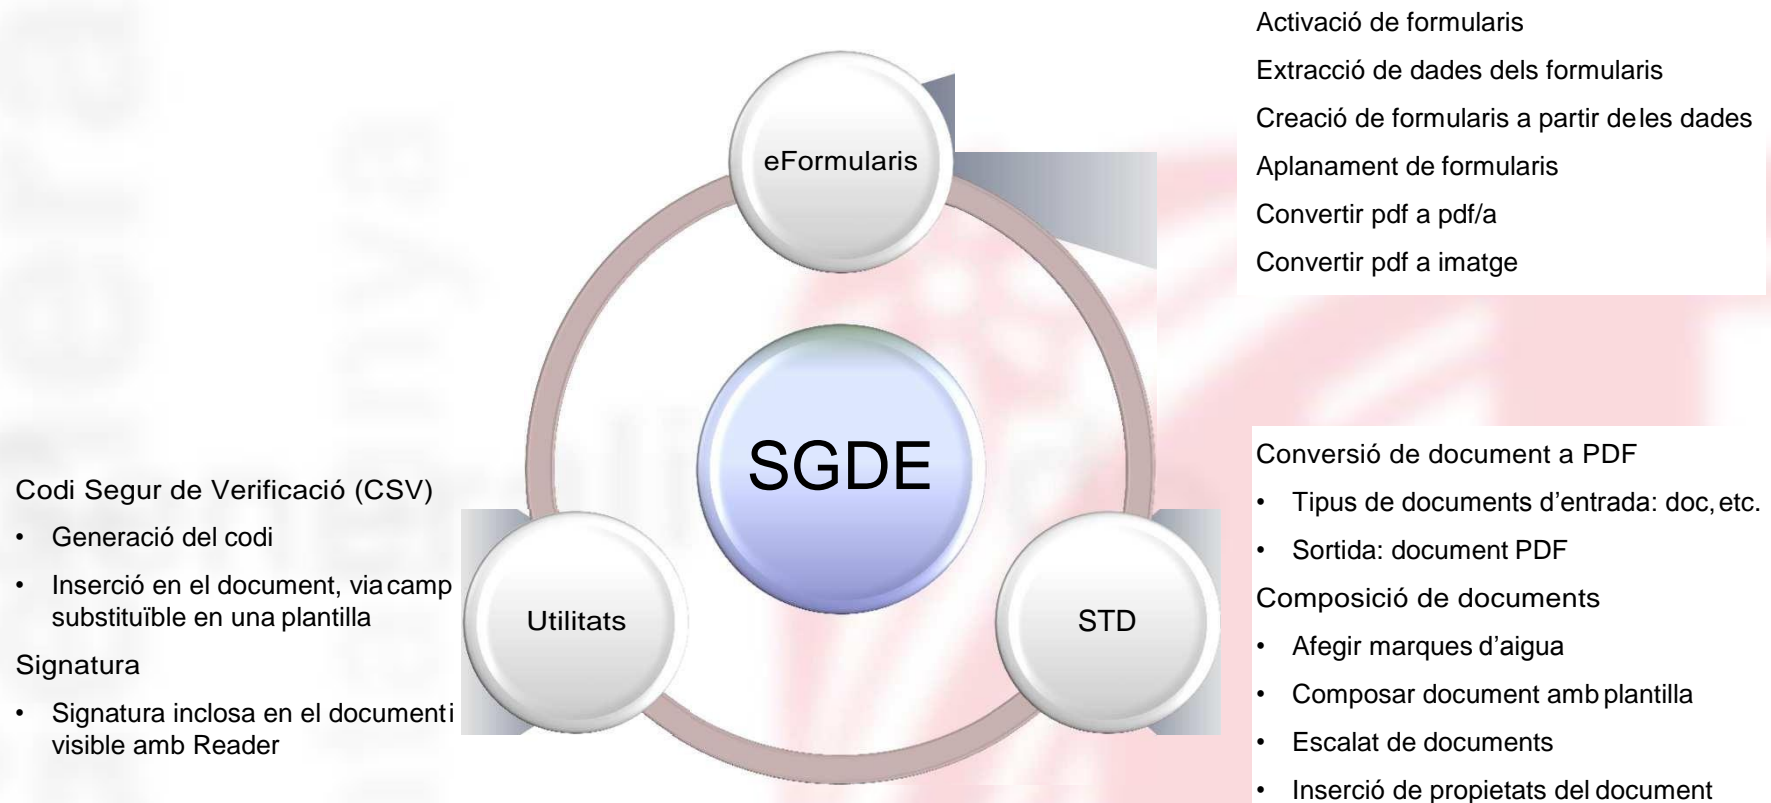 Activació de formularis
Extracció de dades dels formularis
Creació de formularis a partir de les dades
Aplanament de formularis
Convertir pdf a pdf/a
Convertir pdf a imatge
eFormularis
SGDE
Utilitats
STD
Codi Segur de Verificació (CSV)
• Generació del codi
• Inserció en el document, via camp
substituïble en una plantilla
Signatura
• Signatura inclosa en el document i
visible amb Reader
Conversió de document a PDF
• Tipus de documents d’entrada: doc, etc.
• Sortida: document PDF
Composició de documents
• Afegir marques d’aigua
• Composar document amb plantilla
• Escalat de documents
• Inserció de propietats del document